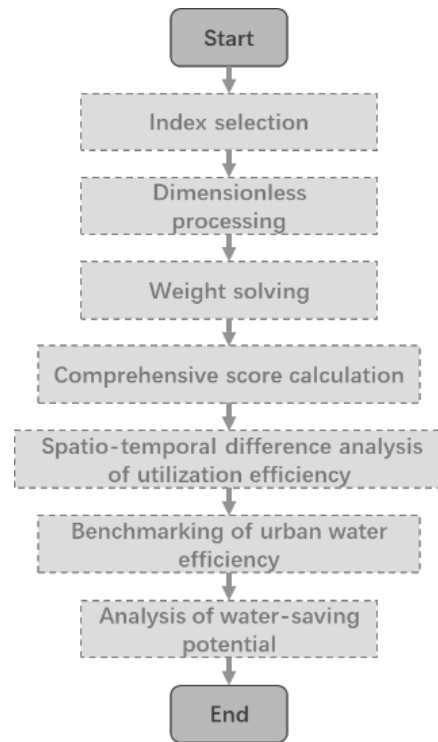 Start
Index selection
Dimensionless
processing
Weight solving
Comprehensive score calculation
Spatio-temporal difference analysis
of utilization efficiency
Benchmarking of urban water
efficiency
Analysis of water-saving
potential
End